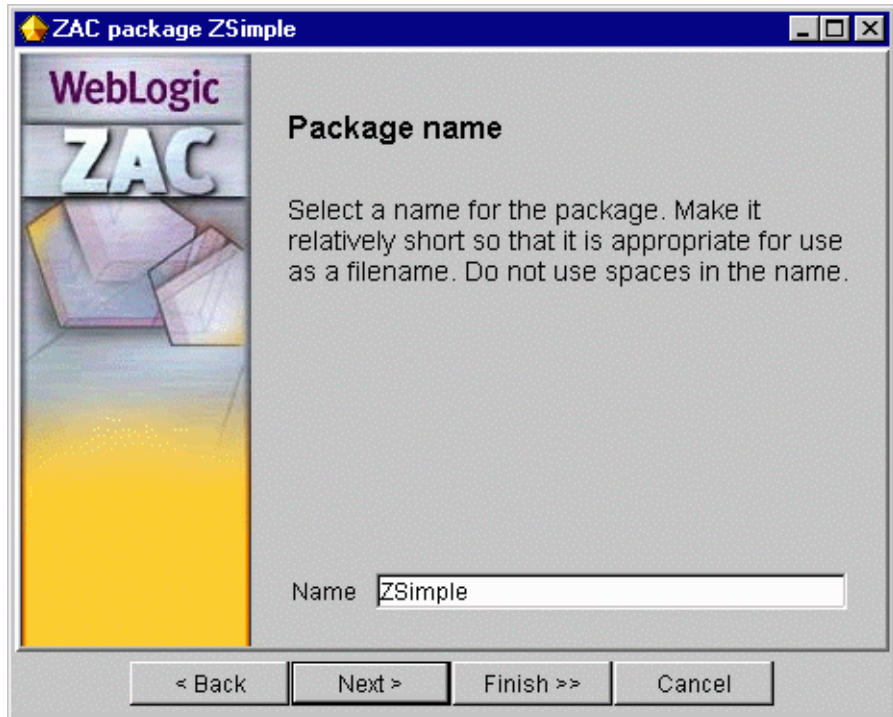 ZAC package ZSimple
WebLogic
ZAC
Package name
Select a name for the package. Make it
relatively short so that it is appropriate for use
as a filename. Do not use spaces in the name.
Name ZSimple
< Back Next > Finish >> Cancel